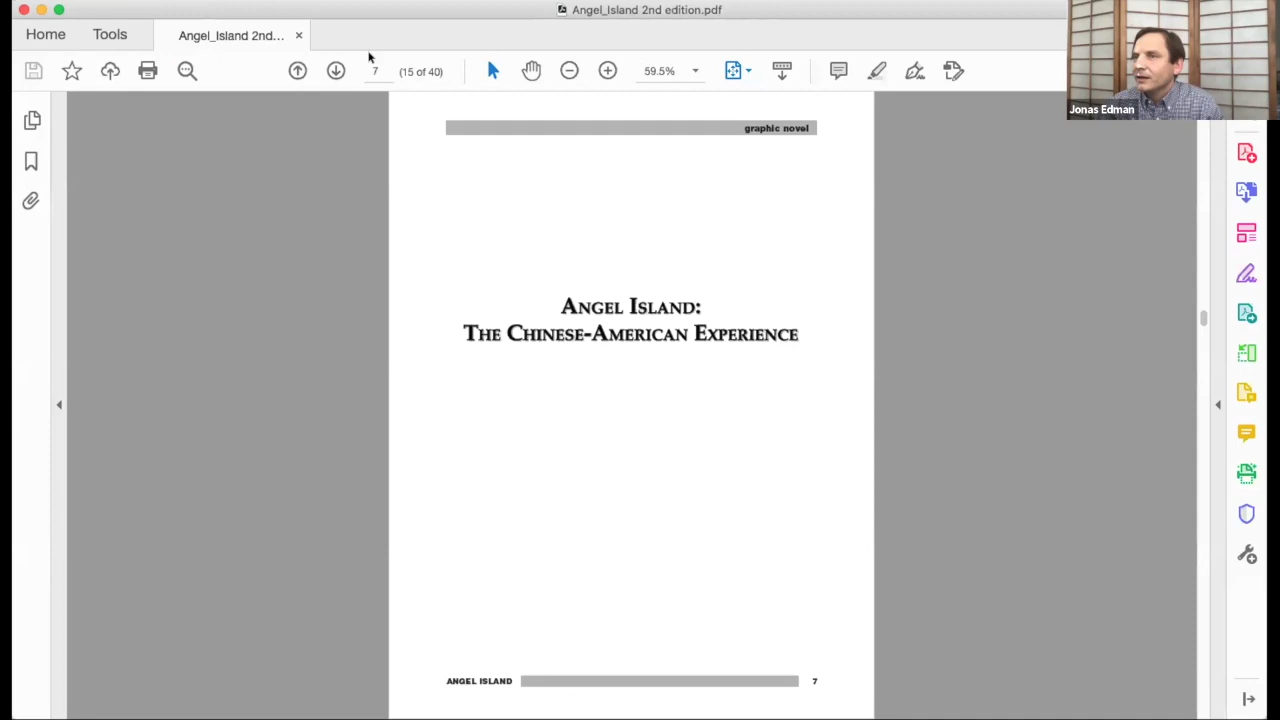 Angel_Island 2nd edition.pdf
Home
Tools
Angel_Island 2nd...
7
(15 of 40)
59.5%
Jonas Edman
graphic novel
ANGEL ISLAND:
THE CHINESE-AMERICAN EXPERIENCE
ANGEL ISLAND
7